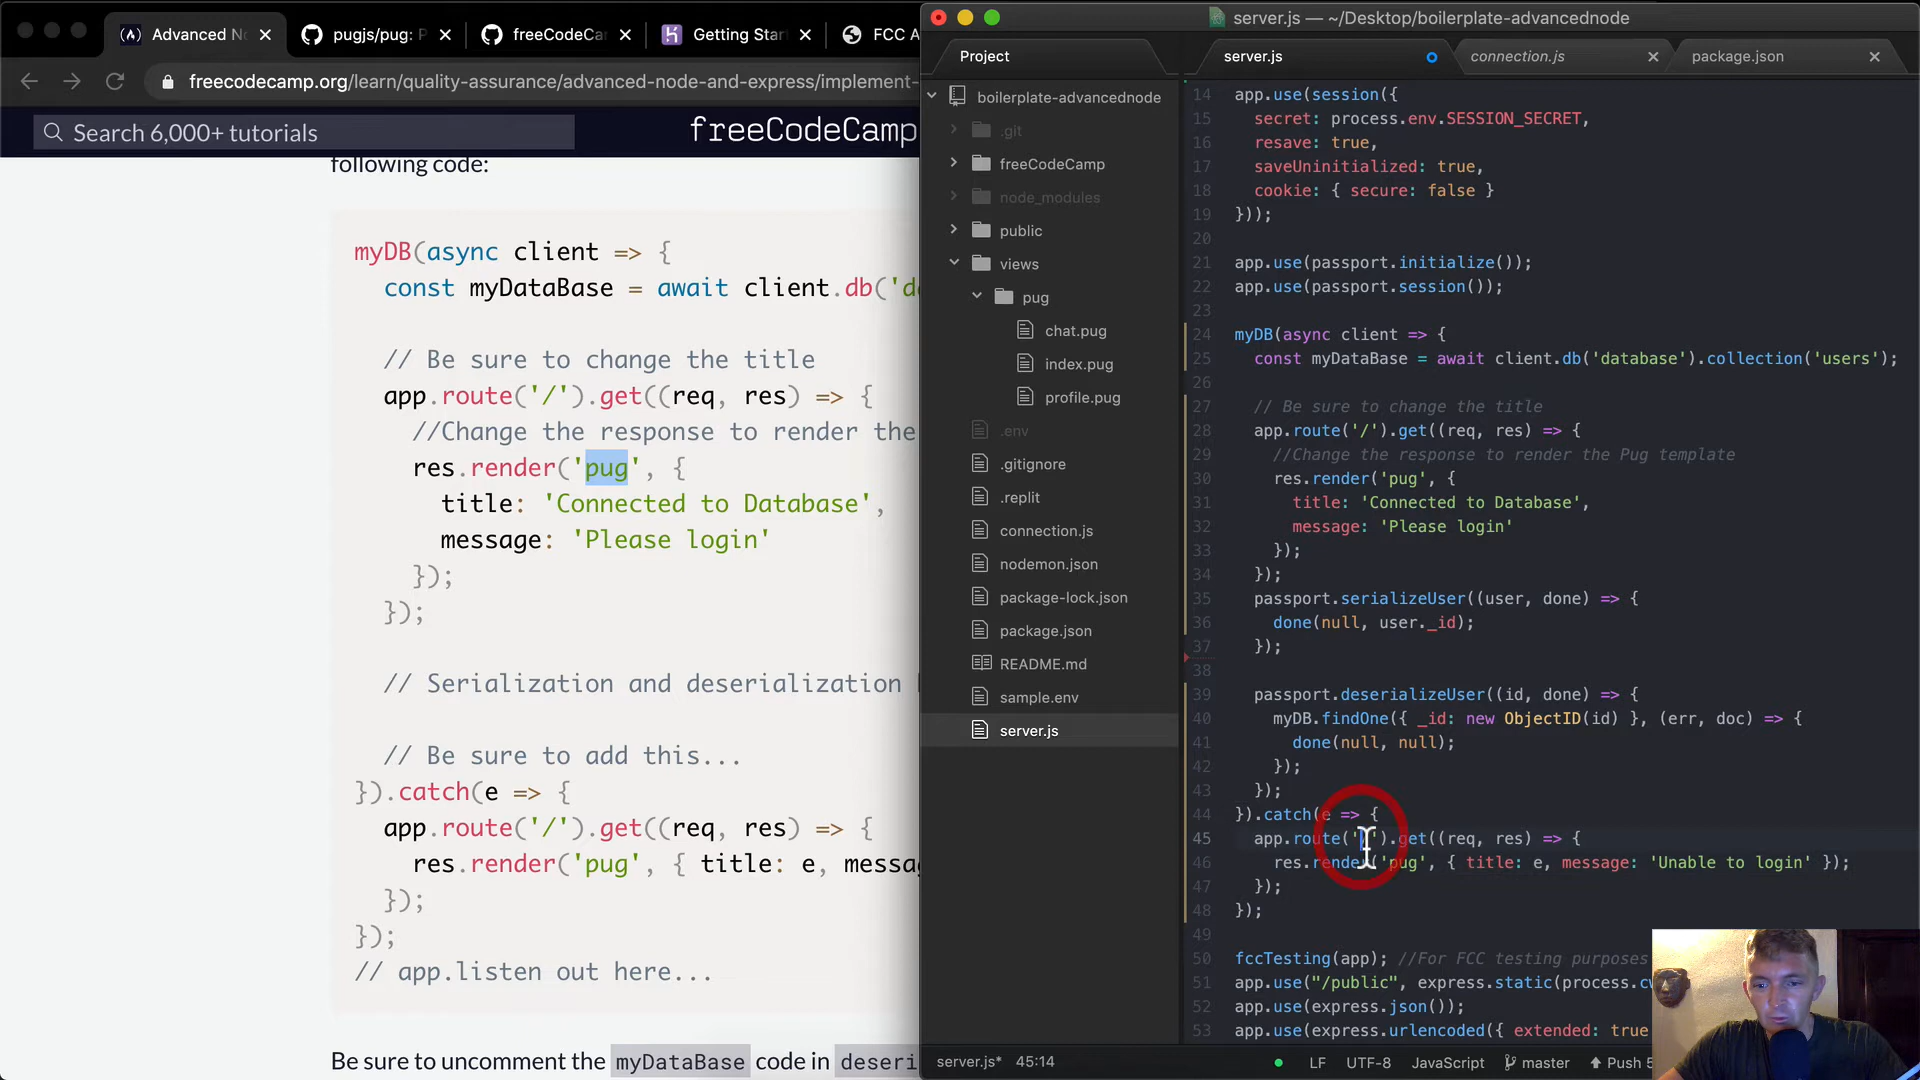 Advanced N
pugjs/pug: P
freeCodeCa
Getting Star
FCC A
freecodecamp.org/learn/quality-assurance/advanced-node-and-express/implement-
Search 6,000+ tutorials
freeCodeCamp
following code:
myDB(async client => {
const myDataBase = await client.db('da
// Be sure to change the title
app.route('/').get((req, res) => {
//Change the response to render the
res.render('pug', {
title: 'Connected to Database',
message: 'Please login'
});
});
// Serialization and deserialization
// Be sure to add this...
}).catch(e => {
app.route('/').get((req, res) => {
res.render('pug', { title: e, messa
});
});
// app.listen out here...
Be sure to uncomment the myDataBase code in deseri
server.js — ~/Desktop/boilerplate-advancednode
Project
server.js
connection.js
package.json
boilerplate-advancednode
.git
freeCodeCamp
node_modules
public
views
pug
chat.pug
index.pug
profile.pug
.env
.gitignore
.replit
connection.js
nodemon.json
package-lock.json
package.json
README.md
sample.env
server.js
14 app.use(session({
15 secret: process.env.SESSION_SECRET,
16 resave: true,
17 saveUninitialized: true,
18 cookie: { secure: false }
19 }));
20
21 app.use(passport.initialize());
22 app.use(passport.session());
23
24 myDB(async client => {
25 const myDataBase = await client.db('database').collection('users');
26
27 // Be sure to change the title
28 app.route('/').get((req, res) => {
29 //Change the response to render the Pug template
30 res.render('pug', {
31 title: 'Connected to Database',
32 message: 'Please login'
33 });
34 });
35 passport.serializeUser((user, done) => {
36 done(null, user._id);
37 });
38
39 passport.deserializeUser((id, done) => {
40 myDB.findOne({ _id: new ObjectID(id) }, (err, doc) => {
41 done(null, null);
42 });
43 });
44 }).catch(e => {
45 app.route('/').get((req, res) => {
46 res.render('pug', { title: e, message: 'Unable to login' });
47 });
48 });
49
50 fccTesting(app); //For FCC testing purposes
51 app.use("/public", express.static(process.cw
52 app.use(express.json());
53 app.use(express.urlencoded({ extended: true
server.js* 45:14
LF UTF-8 JavaScript master Push 5